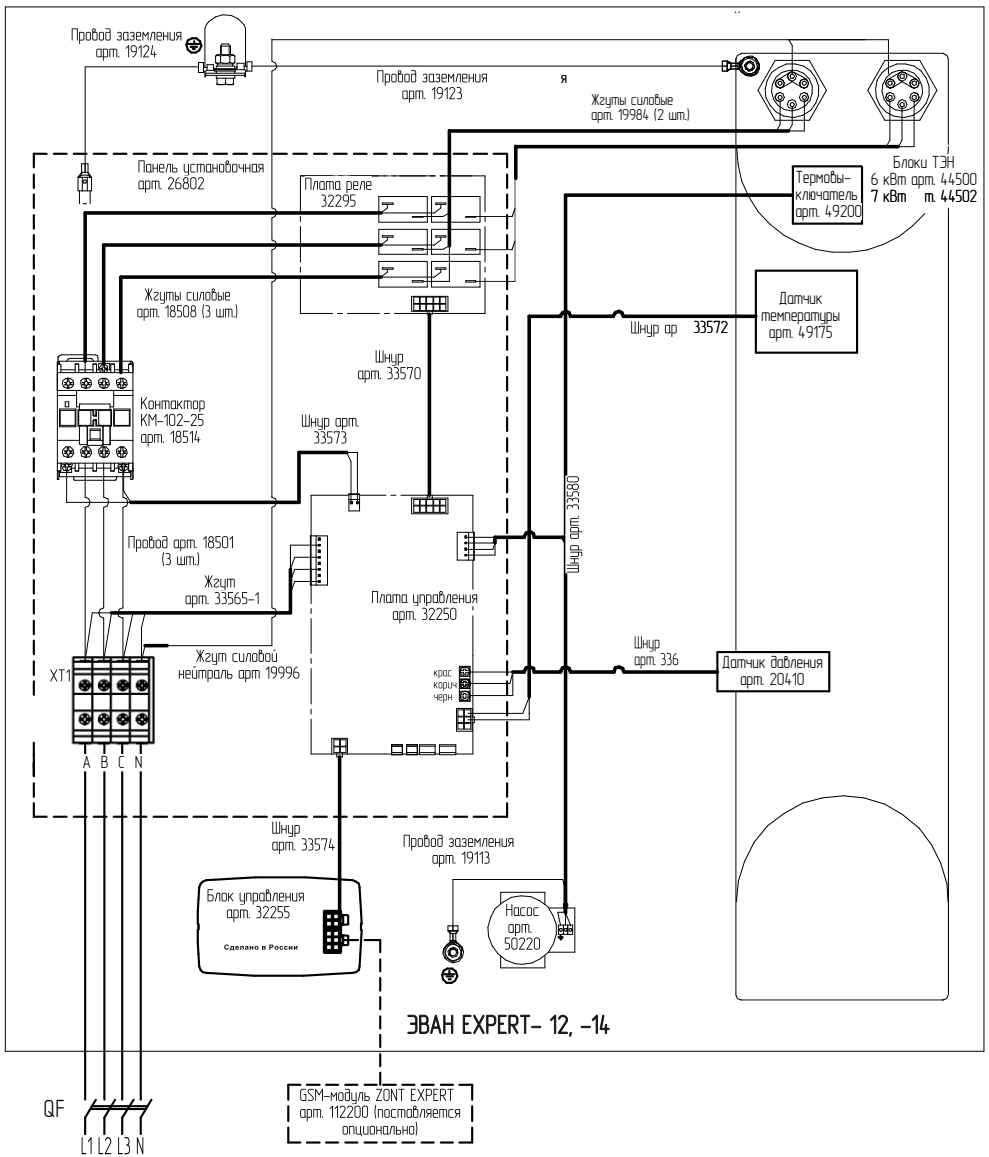 Провод заземления
арт. 19124
Провод заземления
арт. 19123
я
Жгуты силовые
арт. 19984 (2 шт.)
Панель установочная
арт. 26802
Плата реле
32295
Блоки ТЭН
6 кВт арт. 44500
7 кВт т. 44502
Термовы-
ключатель
арт. 49200
Жгуты силовые
арт. 18508 (3 шт.)
Датчик
температуры
арт. 49175
Шнур ар 33572
Шнур
арт. 33570
Контактор
КМ-102-25
арт. 18514
Шнур арт.
33573
Шнур арт. 33580
Провод арт. 18501
(3 шт.)
Жгут
арт. 33565-1
Плата управления
арт. 32250
Жгут силовой
нейтраль арт 19996
XT1
крас
корич
черн
Шнур
арт. 336
Датчик давления
арт. 20410
A B C N
Шнур
арт. 33574
Провод заземления
арт. 19113
Блок управления
арт. 32255
Сделано в России
Насос
арт.
50220
ЭВАН EXPERT- 12, -14
GSM-модуль ZONT EXPERT
арт. 112200 (поставляется
опционально)
QF
L1 L2 L3 N